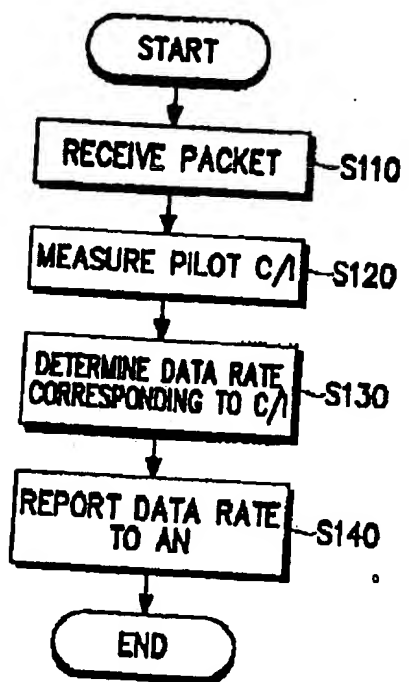 START
RECEIVE PACKET
S110
MEASURE PILOT C/I
S120
DETERMINE DATA RATE
CORRESPONDING TO C/I
S130
REPORT DATA RATE
TO AN
S140
END